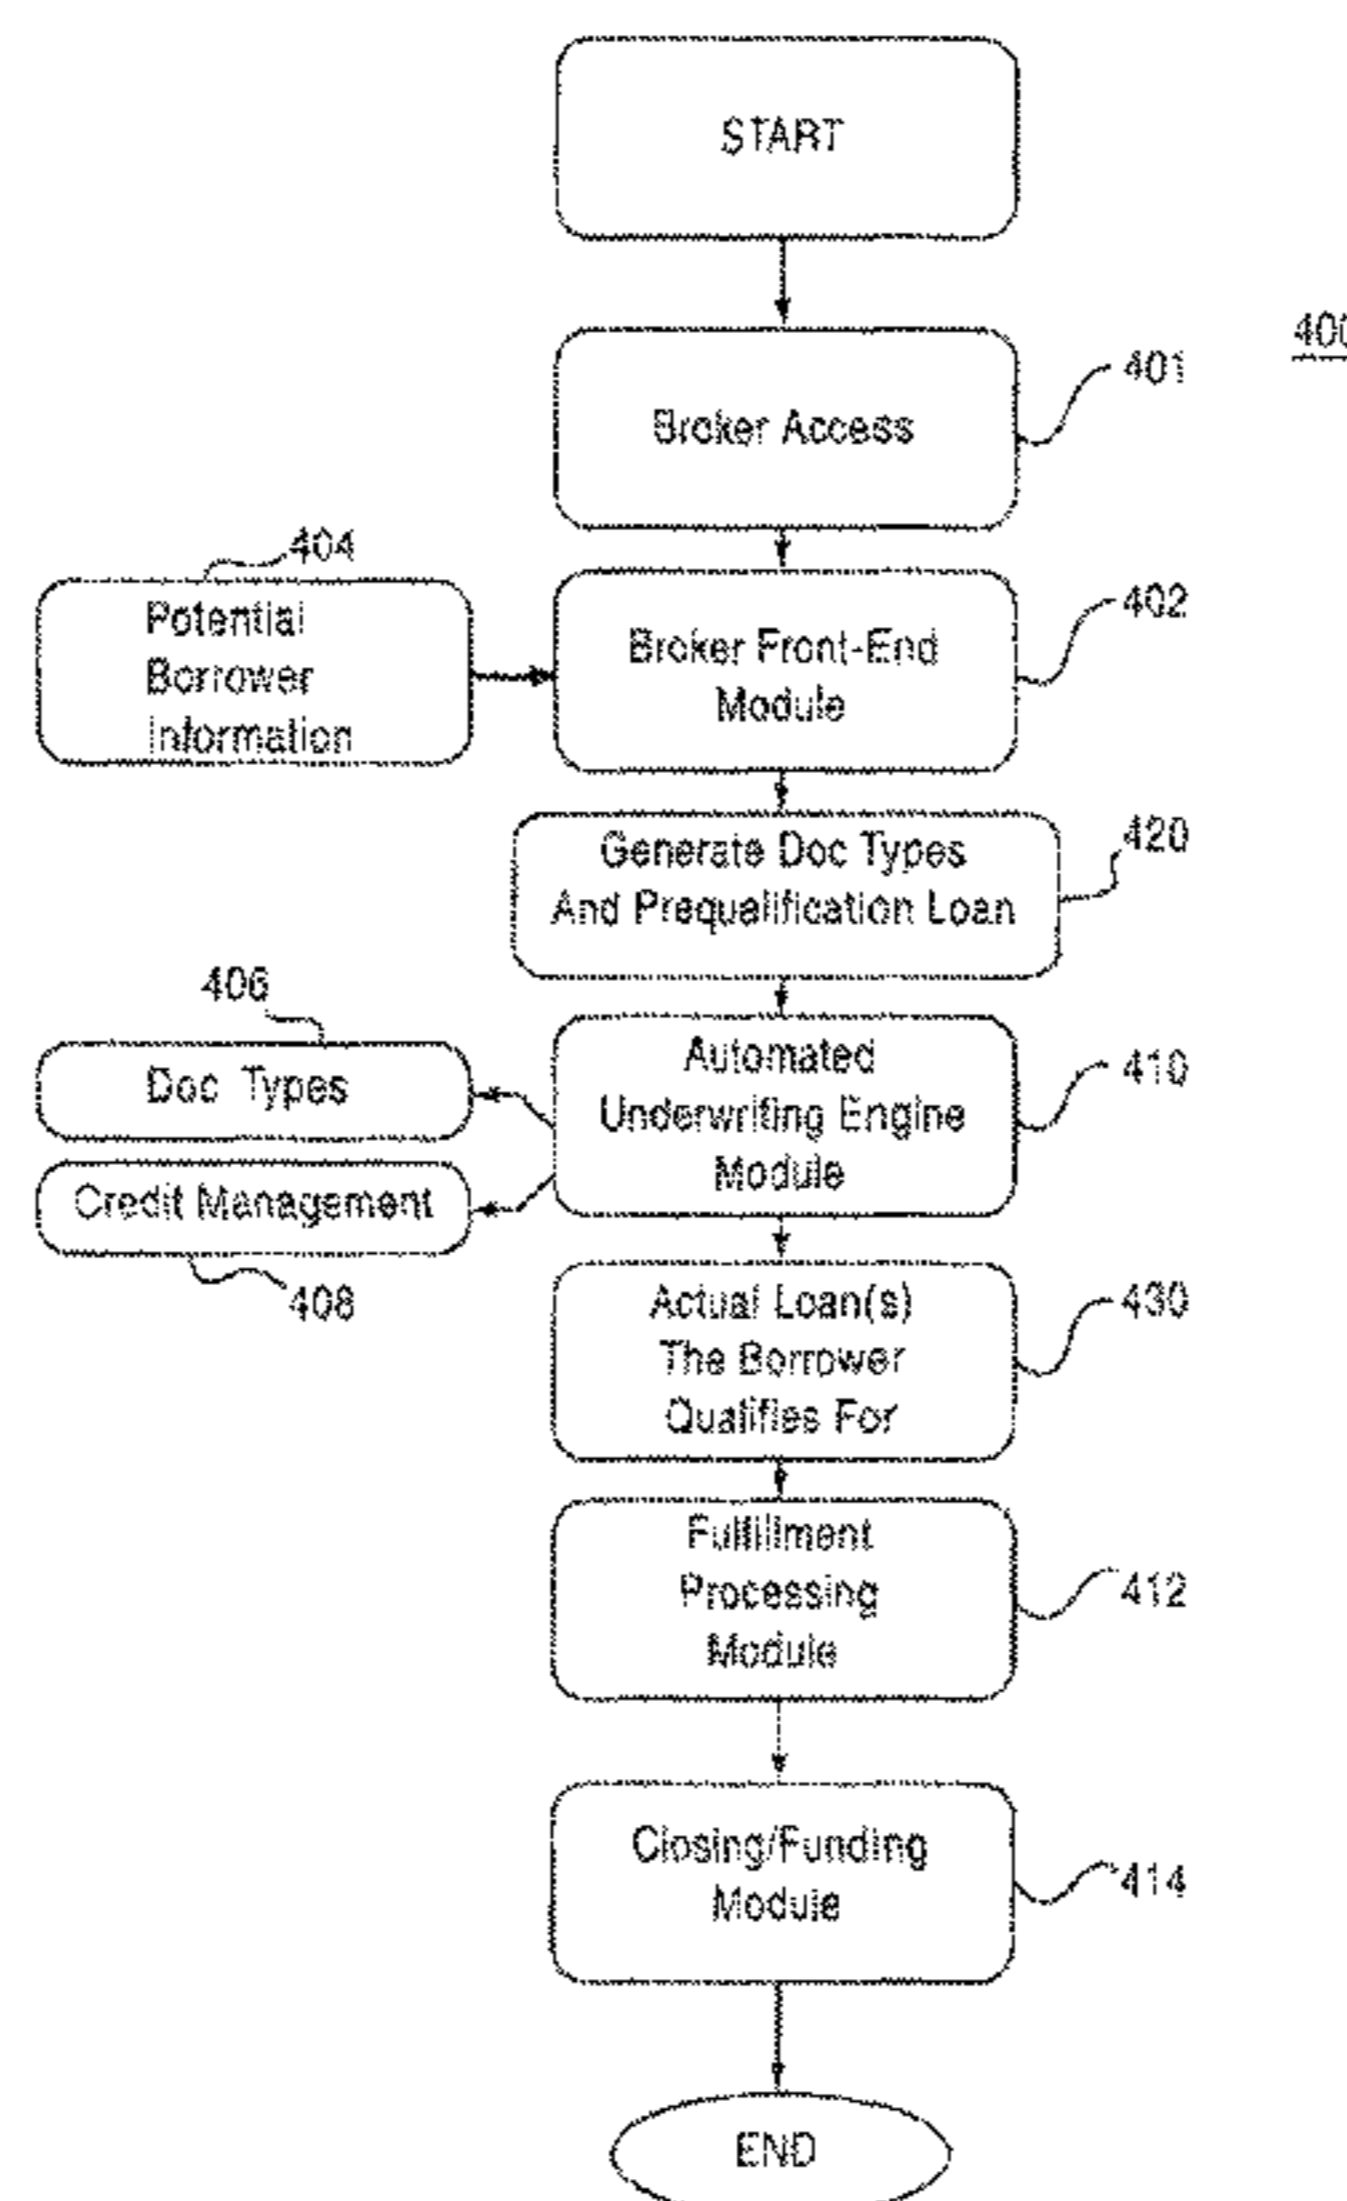 START
400
401
Broker Access
404
Potential
Borrower
Information
402
Broker Front-End
Module
420
Generate Doc Types
And Prequalification Loan
406
Doc Types
Credit Management
408
410
Automated
Underwriting Engine
Module
430
Actual Loan(s)
The Borrower
Qualifies For
Fulfillment
Processing
Module
412
Closing/Funding
Module
414
END